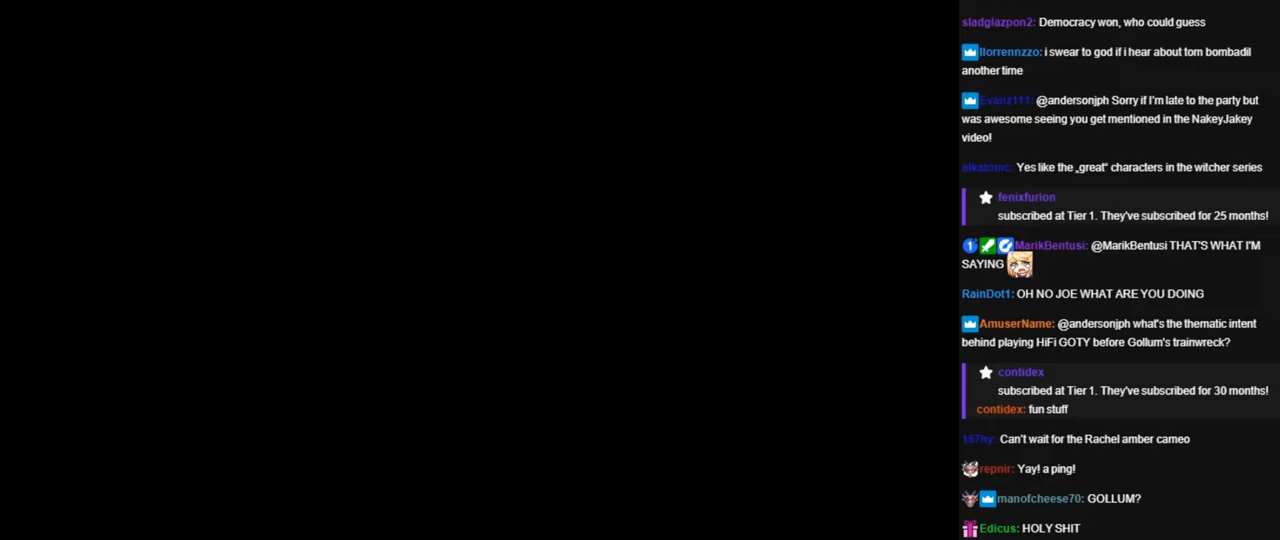 sladglazpon2: Democracy won, who could guess
llorrennzzo: i swear to god if i hear about tom bombadil
another time
Evanz111: @andersonjph Sorry if I'm late to the party but
was awesome seeing you get mentioned in the NakeyJakey
video!
alkatomc: Yes like the „great“ characters in the witcher series
fenixfurion
subscribed at Tier 1. They've subscribed for 25 months!
MarikBentusi: @MarikBentusi THAT'S WHAT I'M
SAYING
RainDot1: OH NO JOE WHAT ARE YOU DOING
AmuserName: @andersonjph what's the thematic intent
behind playing HiFi GOTY before Gollum's trainwreck?
contidex
subscribed at Tier 1. They've subscribed for 30 months!
contidex: fun stuff
167hy: Can't wait for the Rachel amber cameo
repnir: Yay! a ping!
manofcheese70: GOLLUM?
Edicus: HOLY SHIT